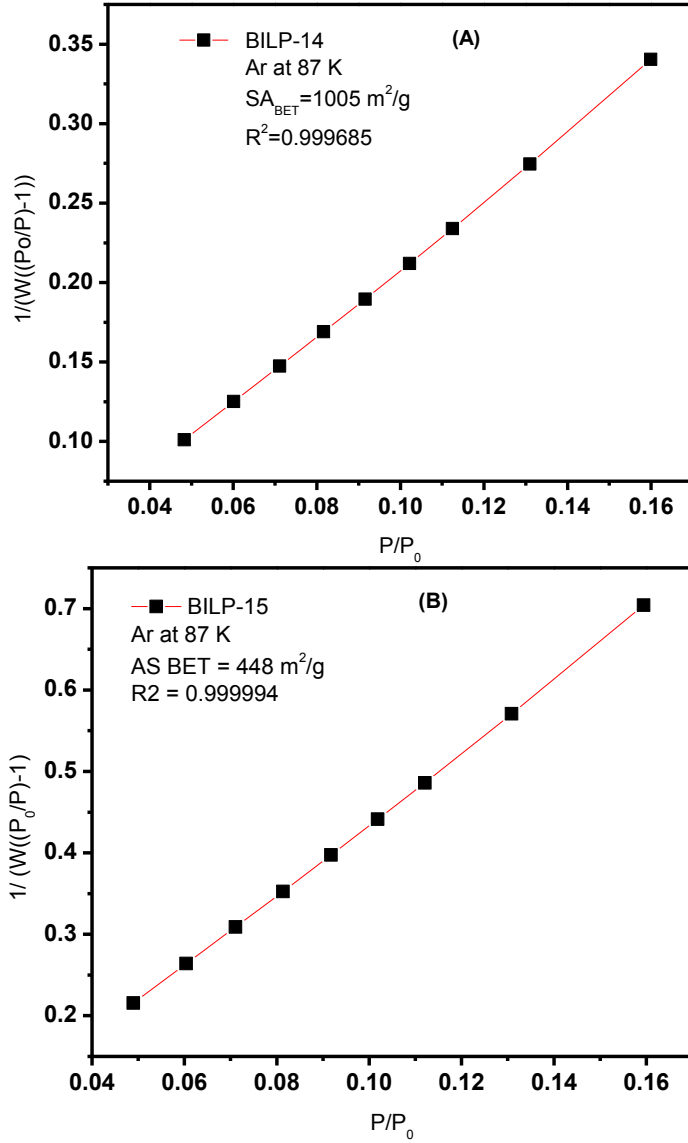 BILP-14 (A)
Ar at 87 K
SA_BET=1005 m²/g
R²=0.999685
0.35
0.30
0.25
0.20
0.15
0.10
1/(W((Po/P)-1))
0.04 0.06 0.08 0.10 0.12 0.14 0.16
P/P₀
BILP-15 (B)
Ar at 87 K
AS BET = 448 m²/g
R2 = 0.999994
0.7
0.6
0.5
0.4
0.3
0.2
1/ (W((P₀/P)-1)
0.04 0.06 0.08 0.10 0.12 0.14 0.16
P/P₀